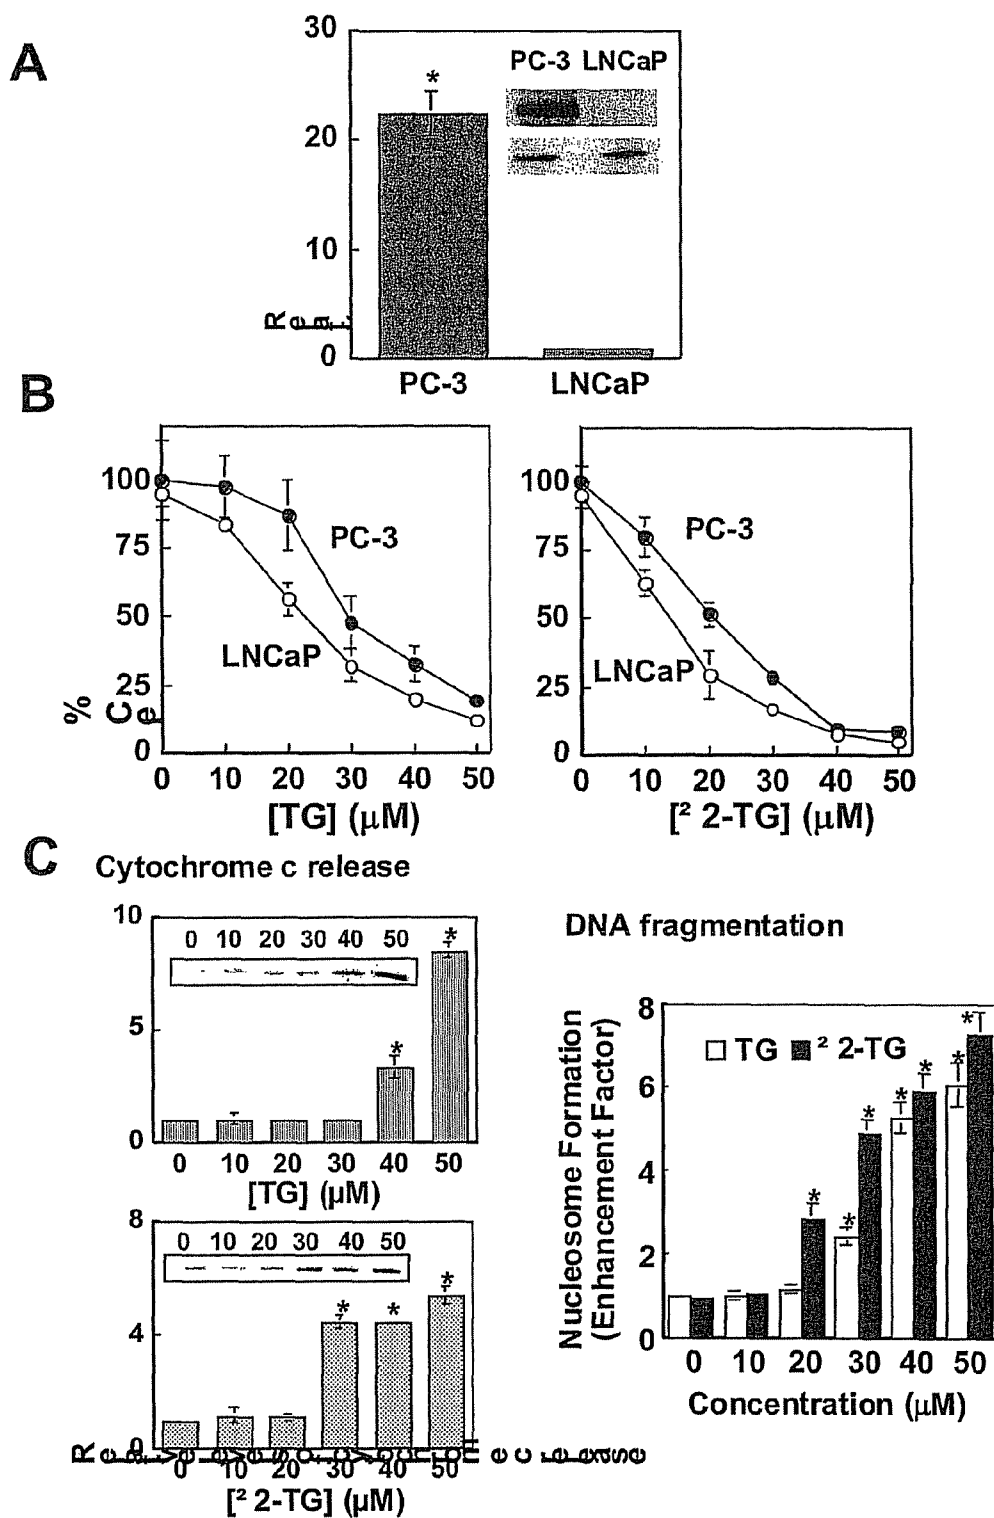 A
30
20
10
0
PC-3 LNCaP
*
PC-3 LNCaP
B
100
75
50
25
0
%
PC-3
LNCaP
0 10 20 30 40 50
[TG] (µM)
100
75
50
25
0
PC-3
LNCaP
0 10 20 30 40 50
[² 2-TG] (µM)
C
Cytochrome c release
10
5
0
0 10 20 30 40 50
*
*
0 10 20 30 40 50
[TG] (µM)
8
4
0
0 10 20 30 40 50
* * *
0 10 20 30 40 50
[² 2-TG] (µM)
DNA fragmentation
Nucleosome Formation
(Enhancement Factor)
8
6
4
2
0
TG ² 2-TG
* * * * * * *
0 10 20 30 40 50
Concentration (µM)